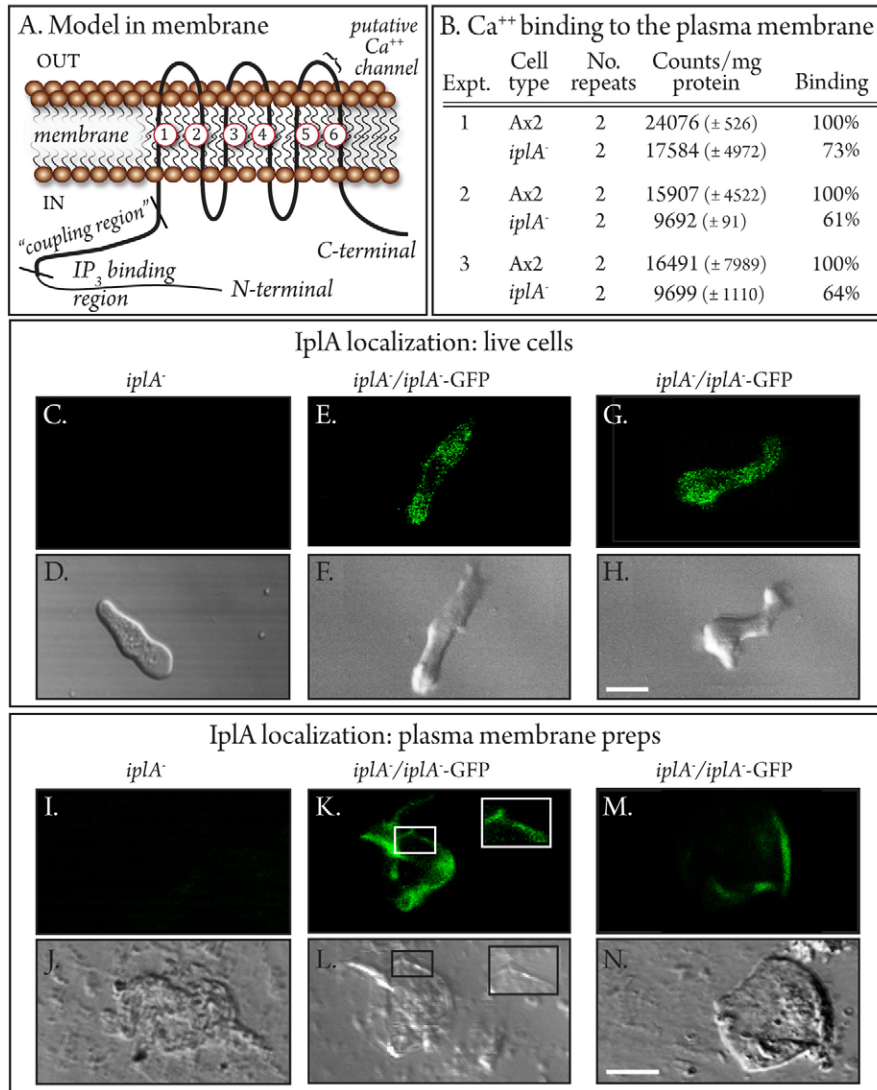 A. Model in membrane
OUT
putative
Ca++
channel
membrane
1 2 3 4 5 6
IN
"coupling region"
C-terminal
IP3 binding
region
N-terminal
B. Ca++ binding to the plasma membrane
Expt. Cell type No. repeats Counts/mg protein Binding
1 Ax2 2 24076 (± 526) 100%
iplA- 2 17584 (± 4972) 73%
2 Ax2 2 15907 (± 4522) 100%
iplA- 2 9692 (± 91) 61%
3 Ax2 2 16491 (± 7989) 100%
iplA- 2 9699 (± 1110) 64%
IplA localization: live cells
iplA- iplA-/iplA--GFP iplA-/iplA--GFP
C. E. G.
D. F. H.
IplA localization: plasma membrane preps
iplA- iplA-/iplA--GFP iplA-/iplA--GFP
I. K. M.
J. L. N.